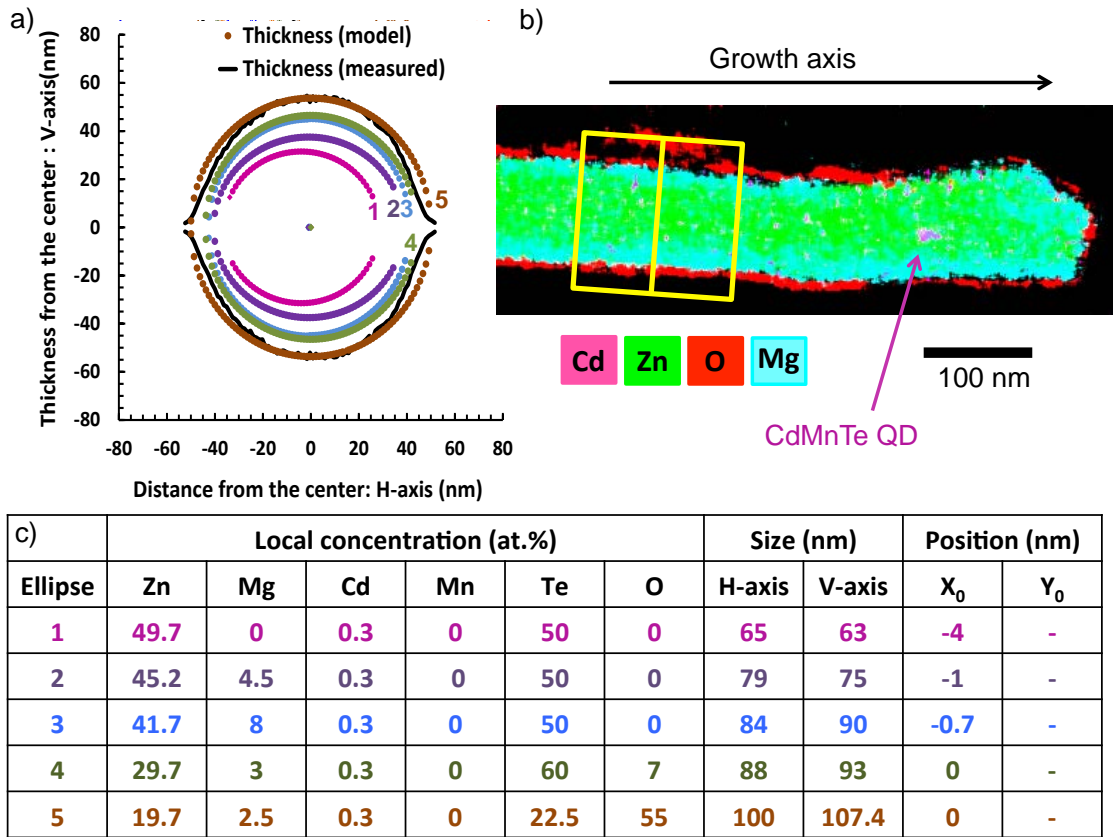 a)
Thickness (model)
Thickness (measured)
Thickness from the center : V-axis(nm)
80
60
40
20
0
-20
-40
-60
-80
-80 -60 -40 -20 0 20 40 60 80
Distance from the center: H-axis (nm)
1 2 3 5
4
b)
Growth axis
Cd Zn O Mg
100 nm
CdMnTe QD
c) Local concentration (at.%) Size (nm) Position (nm)
Ellipse Zn Mg Cd Mn Te O H-axis V-axis X₀ Y₀
1 49.7 0 0.3 0 50 0 65 63 -4 -
2 45.2 4.5 0.3 0 50 0 79 75 -1 -
3 41.7 8 0.3 0 50 0 84 90 -0.7 -
4 29.7 3 0.3 0 60 7 88 93 0 -
5 19.7 2.5 0.3 0 22.5 55 100 107.4 0 -